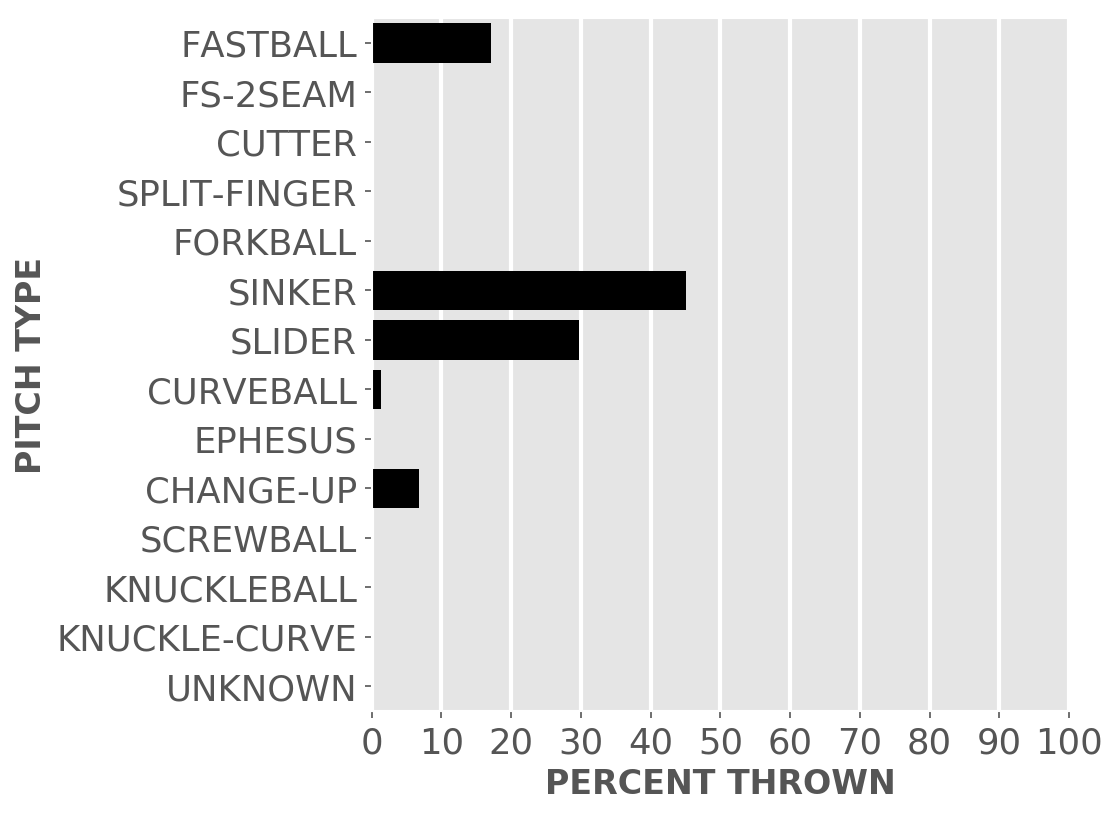 FASTBALL
FS-2SEAM
CUTTER
SPLIT-FINGER
FORKBALL
SINKER
SLIDER
CURVEBALL
EPHESUS
CHANGE-UP
SCREWBALL
KNUCKLEBALL
KNUCKLE-CURVE
UNKNOWN
PITCH TYPE
0 10 20 30 40 50 60 70 80 90 100
PERCENT THROWN